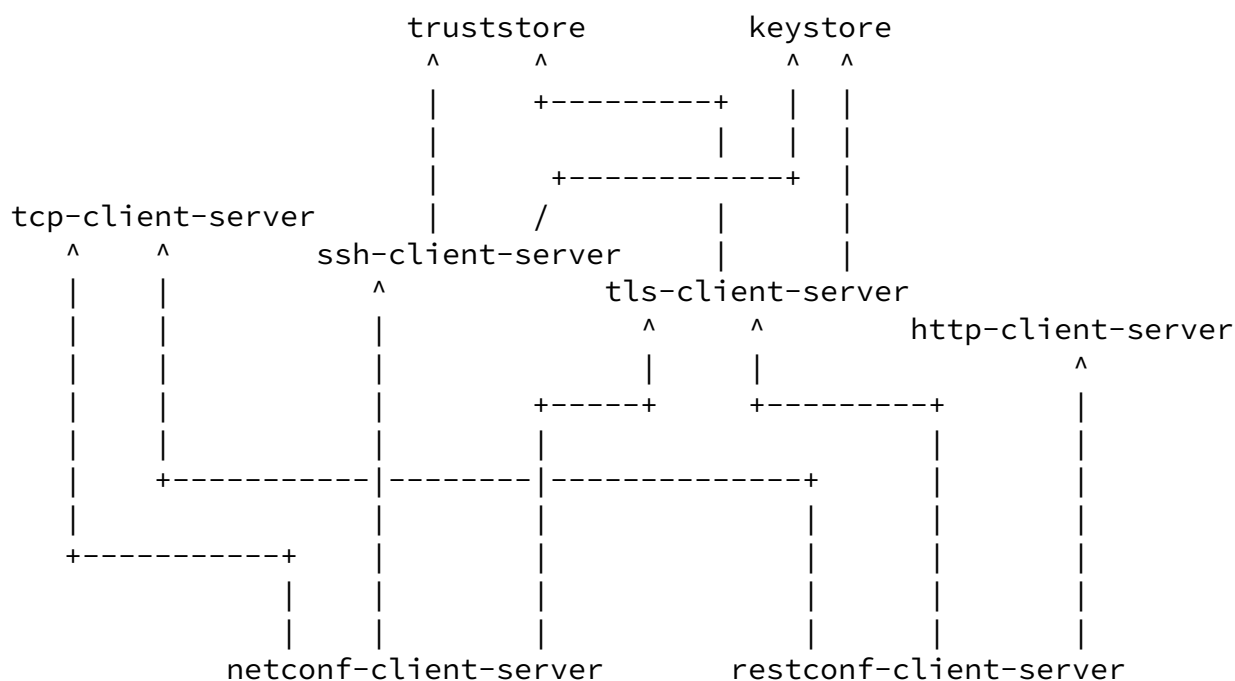 truststore keystore
tcp-client-server
ssh-client-server
tls-client-server
http-client-server
netconf-client-server restconf-client-server